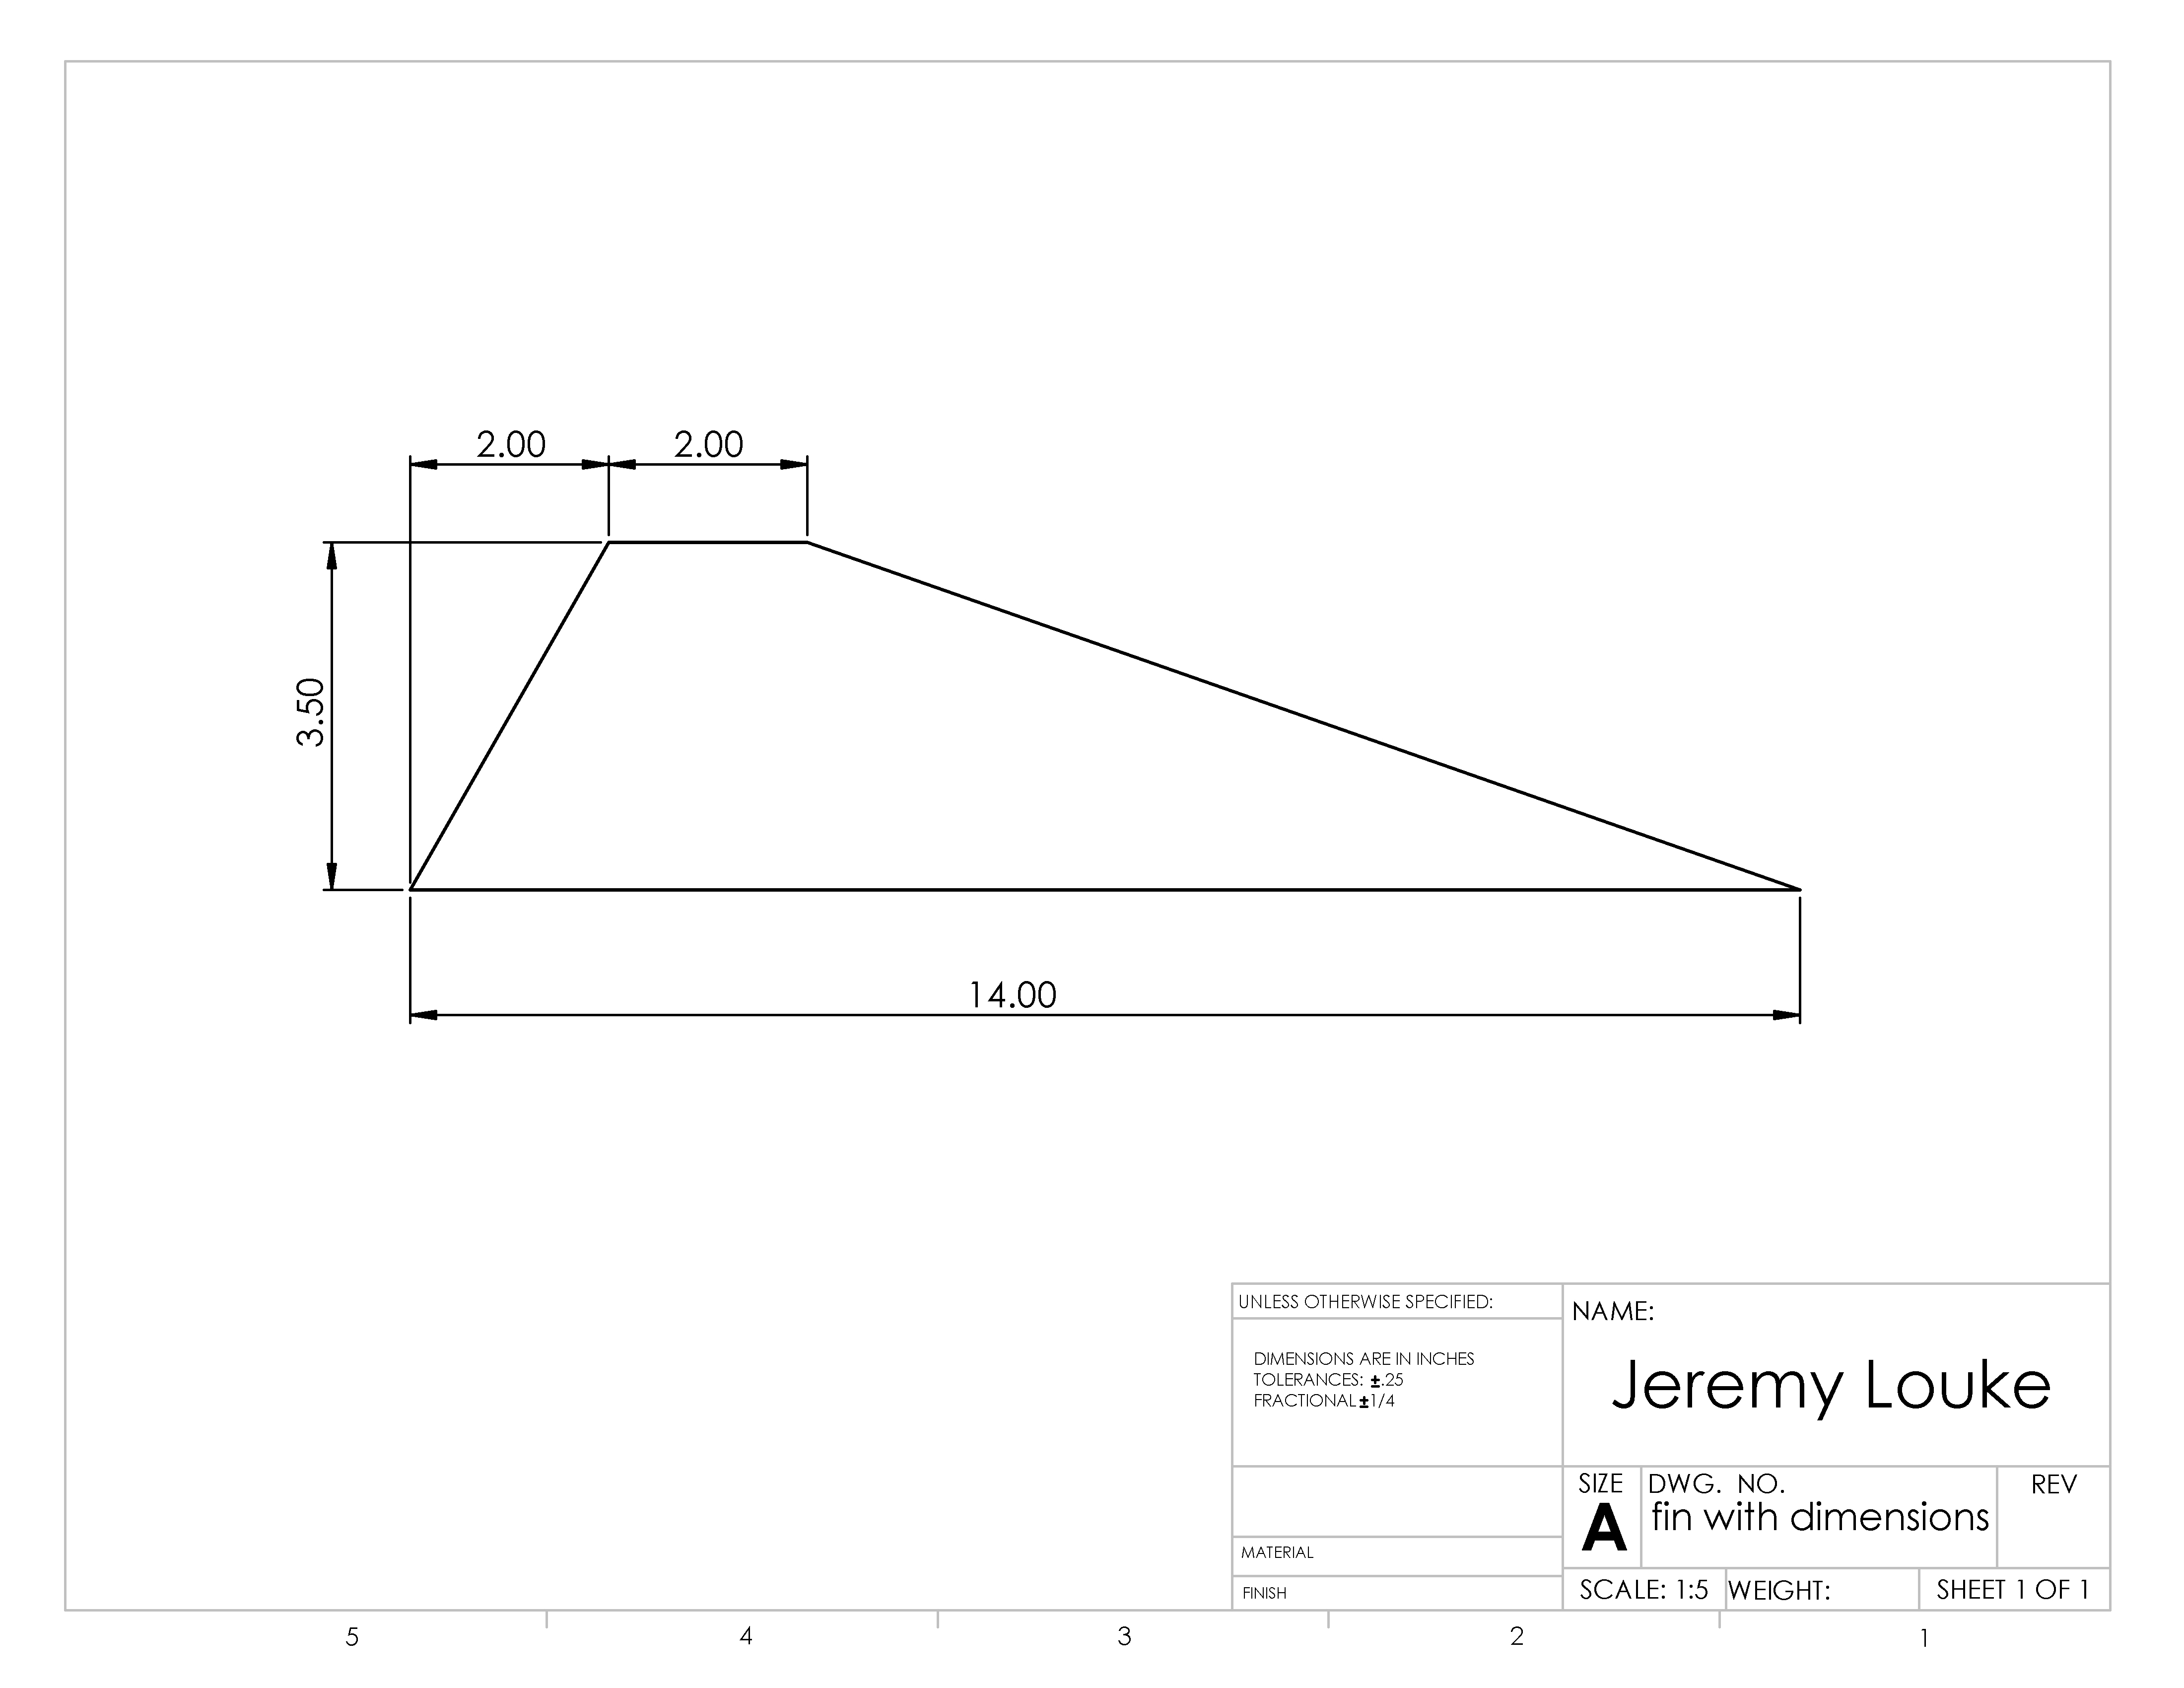 2.00 2.00
3.50
14.00
UNLESS OTHERWISE SPECIFIED:
DIMENSIONS ARE IN INCHES
TOLERANCES: ±.25
FRACTIONAL ±1/4
MATERIAL
FINISH
NAME:
Jeremy Louke
SIZE
A
DWG. NO.
fin with dimensions
REV
SCALE: 1:5
WEIGHT:
SHEET 1 OF 1
5 4 3 2 1